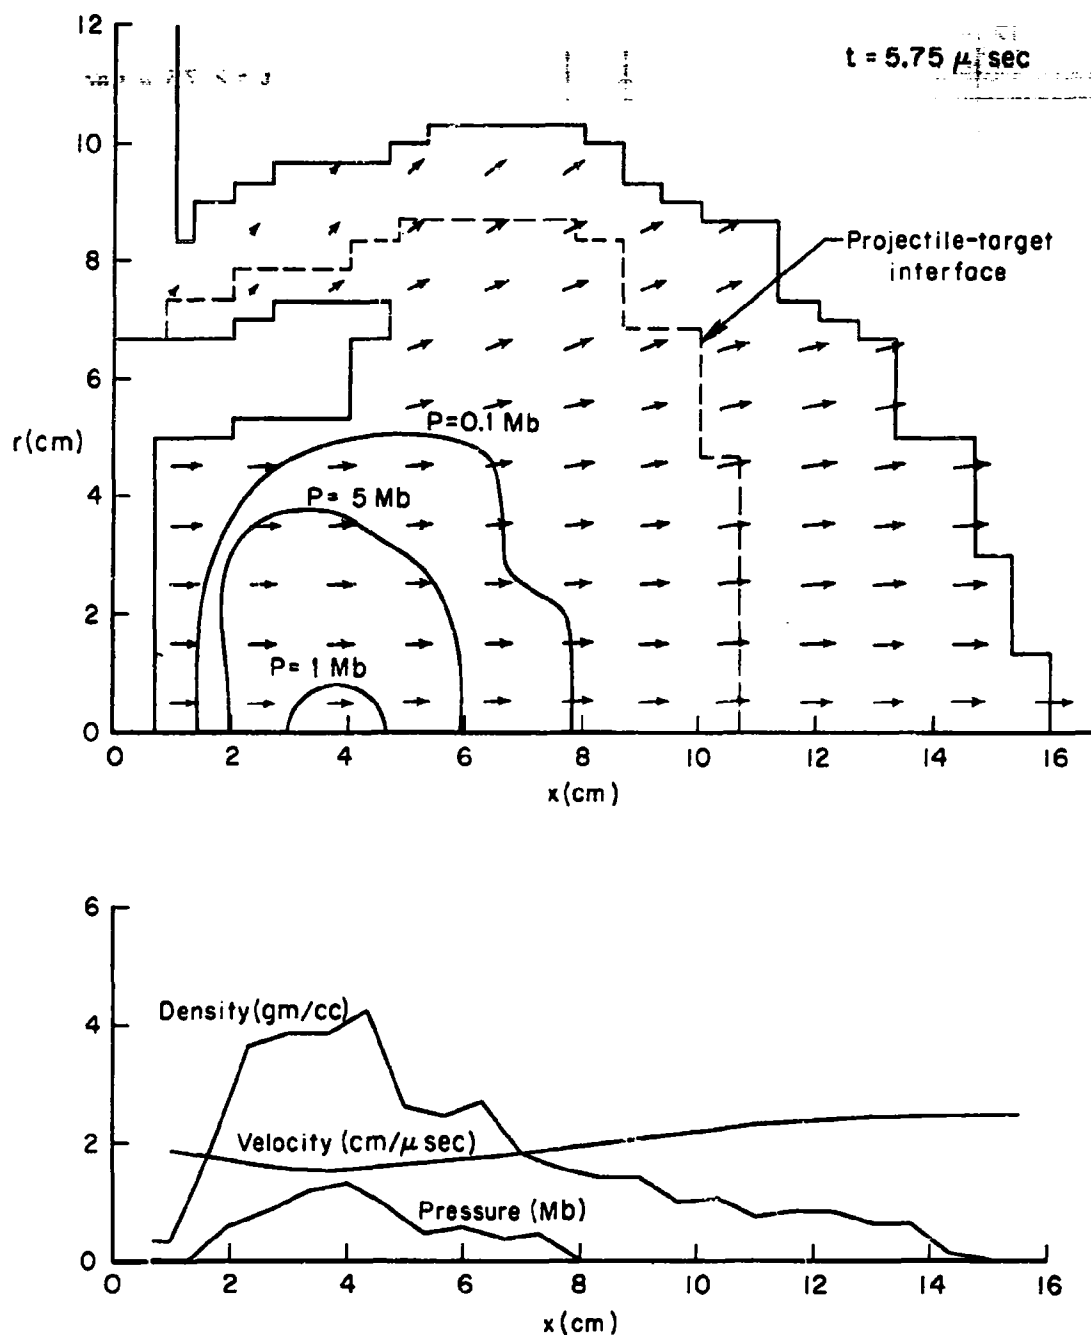 12
t = 5.75 μ sec
10
Projectile-target
interface
8
6
r(cm)
P=0.1 Mb
4
P= 5 Mb
2
P= 1 Mb
0
0 2 4 6 8 10 12 14 16
x(cm)
6
Density(gm/cc)
4
Velocity (cm/μ sec)
2
Pressure (Mb)
0
0 2 4 6 8 10 12 14 16
x(cm)